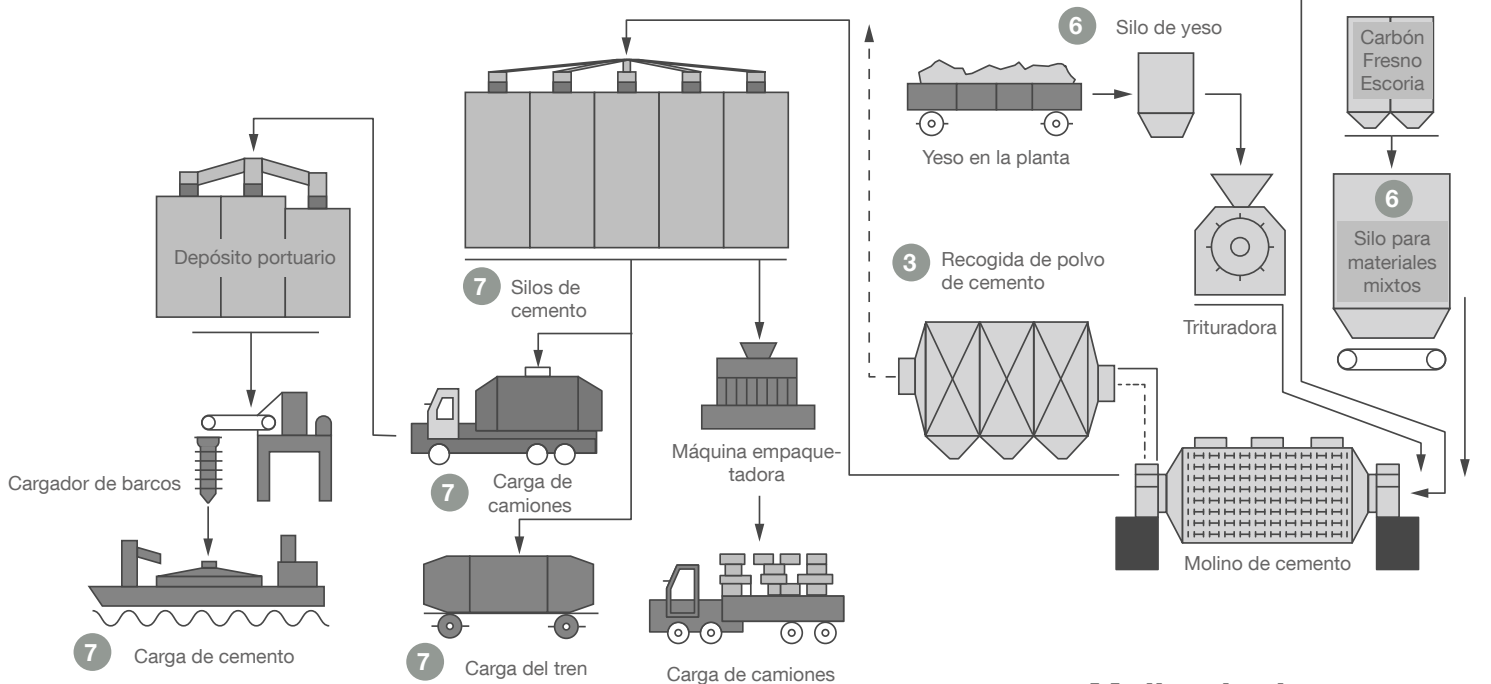 6
Silo de yeso
Carbón
Fresno
Escoria
Yeso en la planta
6
Silo para
materiales
mixtos
Depósito portuario
3
Recogida de polvo
de cemento
7
Silos de
cemento
Trituradora
Máquina empaque-
tadora
Cargador de barcos
7
Carga de
camiones
Molino de cemento
7
Carga de cemento
7
Carga del tren
Carga de camiones